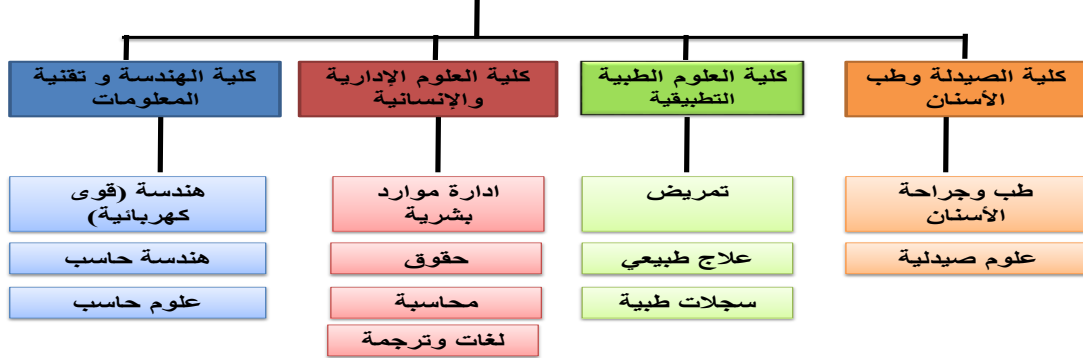 كلية الصيدلة وطب
الأسنان
طب وجراحة
الأسنان
علوم صيدلية
كلية العلوم الطبية
التطبيقية
تمريض
علاج طبيعي
سجلات طبية
كلية العلوم الإدارية
والإنسانية
ادارة موارد
بشرية
حقوق
محاسبة
لغات وترجمة
كلية الهندسة و تقنية
المعلومات
هندسة (قوى
كهربائية)
هندسة حاسب
علوم حاسب